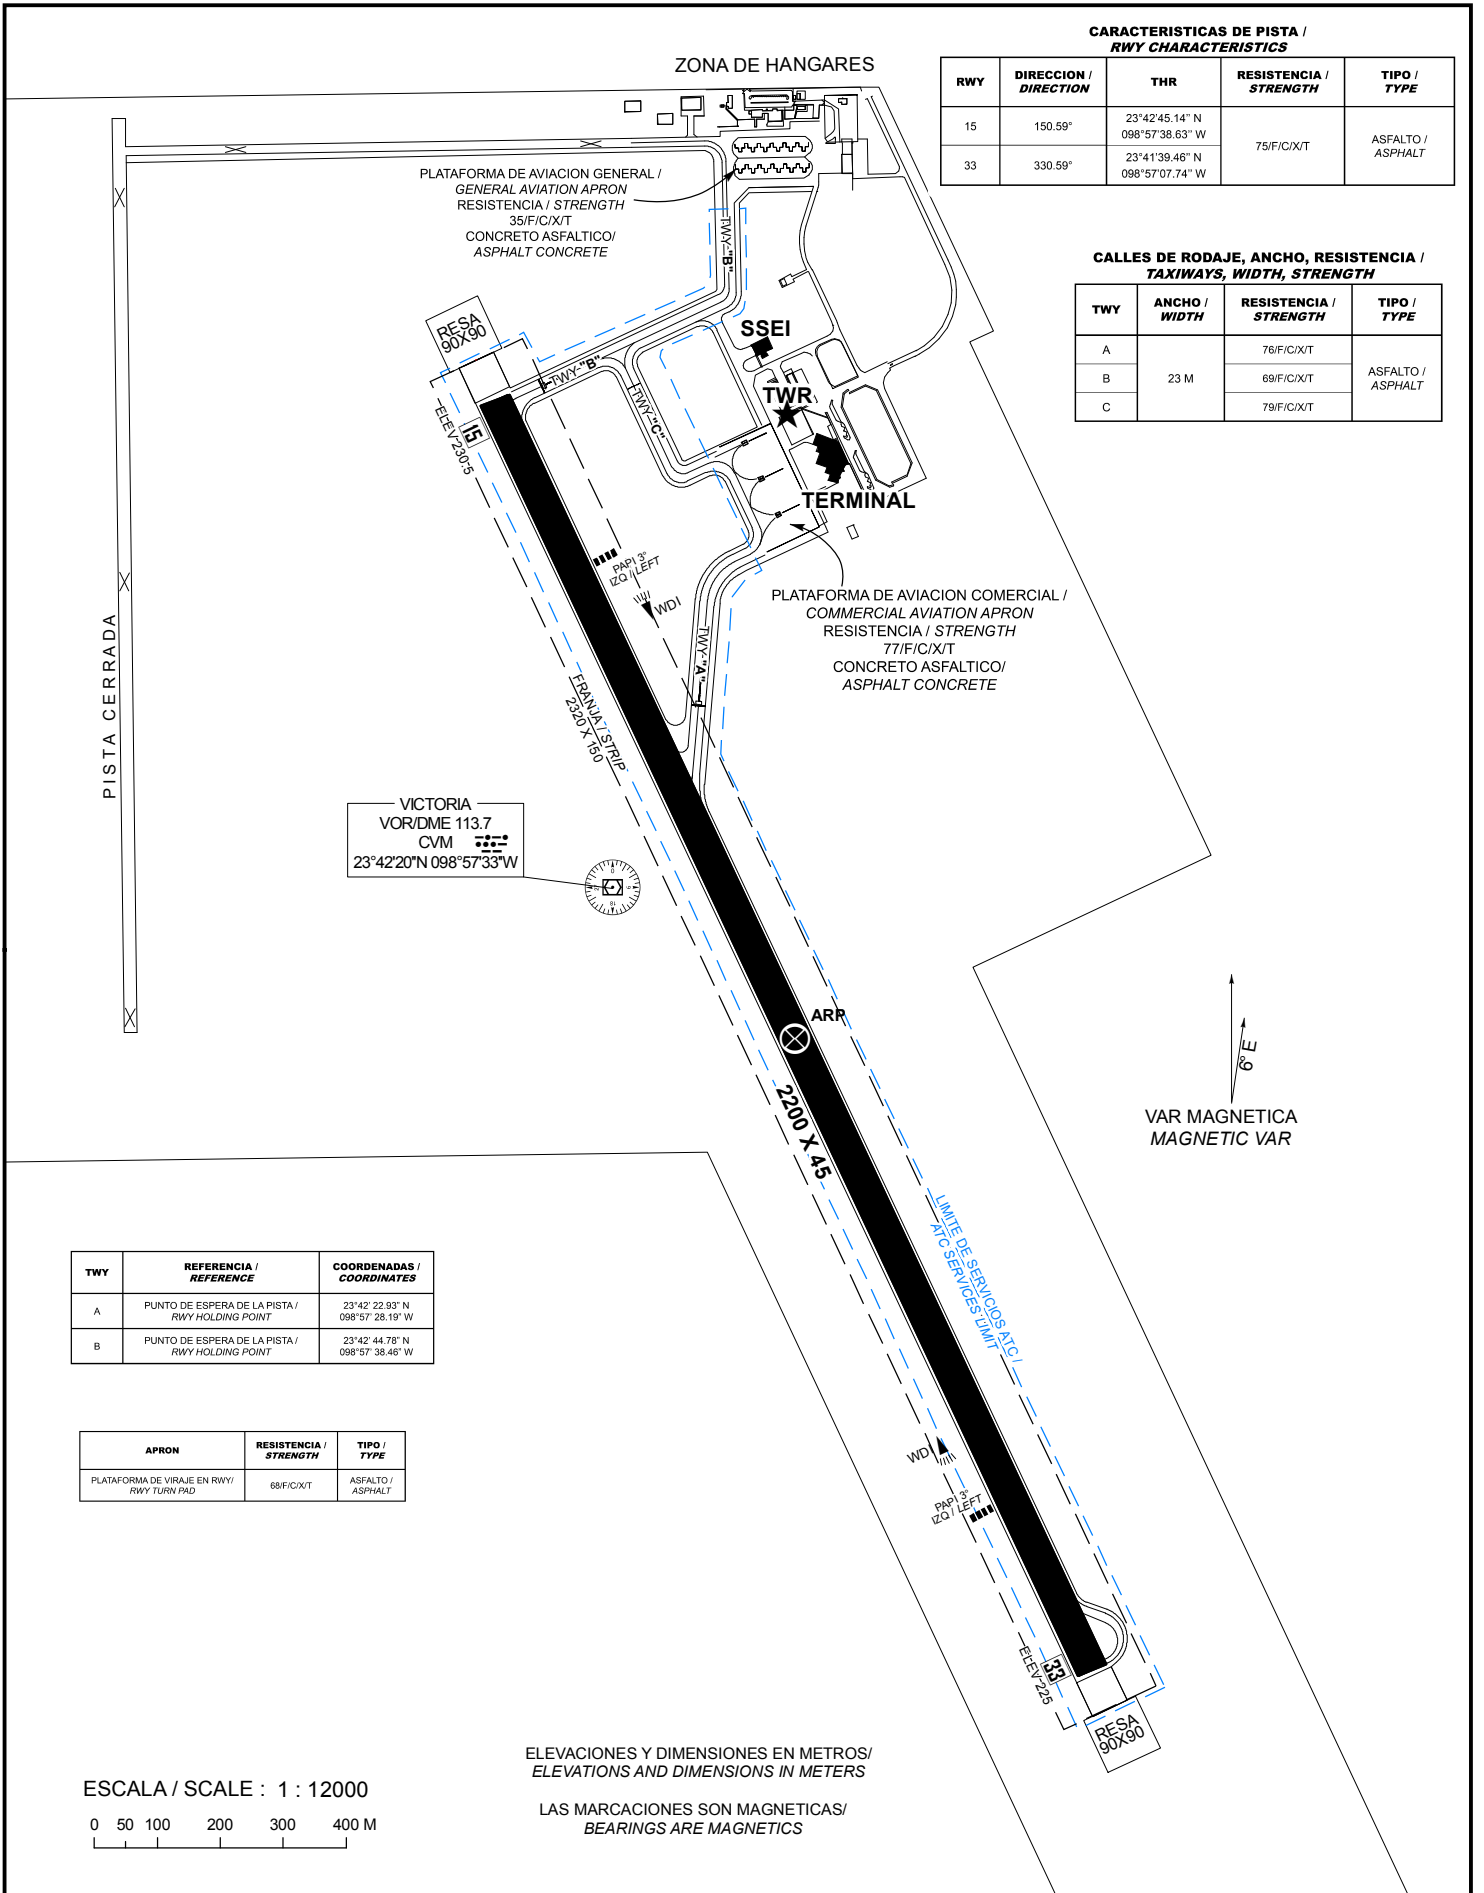 CARACTERISTICAS DE PISTA /
RWY CHARACTERISTICS
RWY
DIRECCION /
DIRECTION
THR
RESISTENCIA /
STRENGTH
TIPO /
TYPE
15
150.59°
23°42'45.14" N
098°57'38.63" W
75/F/C/X/T
ASFALTO /
ASPHALT
33
330.59°
23°41'39.46" N
098°57'07.74" W
ZONA DE HANGARES
PLATAFORMA DE AVIACION GENERAL /
GENERAL AVIATION APRON
RESISTENCIA / STRENGTH
35/F/C/X/T
CONCRETO ASFALTICO/
ASPHALT CONCRETE
CALLES DE RODAJE, ANCHO, RESISTENCIA /
TAXIWAYS, WIDTH, STRENGTH
TWY
ANCHO /
WIDTH
RESISTENCIA /
STRENGTH
TIPO /
TYPE
A
23 M
76/F/C/X/T
ASFALTO /
ASPHALT
B
69/F/C/X/T
C
79/F/C/X/T
TWY-"B"
RESA
90X90
SSEI
TWY-"B"
TWR
TWY-"C"
15
ELEV-230.5
TERMINAL
PAPI 3°
IZQ / LEFT
WDI
PLATAFORMA DE AVIACION COMERCIAL /
COMMERCIAL AVIATION APRON
RESISTENCIA / STRENGTH
77/F/C/X/T
CONCRETO ASFALTICO/
ASPHALT CONCRETE
TWY-"A"
PISTA CERRADA
FRANJA / STRIP
2320 X 150
VICTORIA
VOR/DME 113.7
CVM
23°42'20"N 098°57'33"W
0
18
ARP
2200 X 45
6° E
VAR MAGNETICA
MAGNETIC VAR
LIMITE DE SERVICIOS ATC /
ATC SERVICES LIMIT
TWY
REFERENCIA /
REFERENCE
COORDENADAS /
COORDINATES
A
PUNTO DE ESPERA DE LA PISTA /
RWY HOLDING POINT
23°42' 22.93" N
098°57' 28.19" W
B
PUNTO DE ESPERA DE LA PISTA /
RWY HOLDING POINT
23°42' 44.78" N
098°57' 38.46" W
APRON
RESISTENCIA /
STRENGTH
TIPO /
TYPE
PLATAFORMA DE VIRAJE EN RWY/
RWY TURN PAD
68/F/C/X/T
ASFALTO /
ASPHALT
WDI
PAPI 3°
IZQ / LEFT
33
ELEV-225
RESA
90X90
ELEVACIONES Y DIMENSIONES EN METROS/
ELEVATIONS AND DIMENSIONS IN METERS
LAS MARCACIONES SON MAGNETICAS/
BEARINGS ARE MAGNETICS
ESCALA / SCALE : 1 : 12000
0 50 100 200 300 400 M